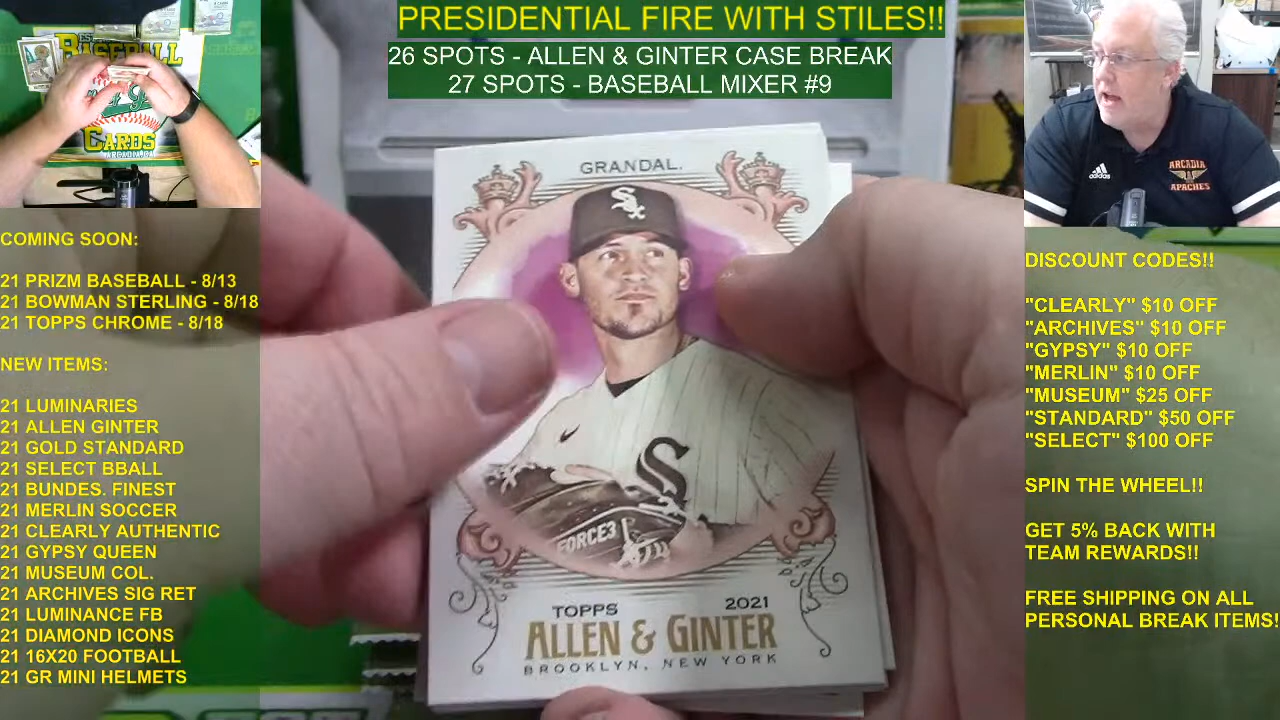 PRESIDENTIAL FIRE WITH STILES!!
26 SPOTS - ALLEN & GINTER CASE BREAK
27 SPOTS - BASEBALL MIXER #9
BASEBALL
CARDS
COMING SOON:
21 PRIZM BASEBALL - 8/13
21 BOWMAN STERLING - 8/18
21 TOPPS CHROME - 8/18
NEW ITEMS:
21 LUMINARIES
21 ALLEN GINTER
21 GOLD STANDARD
21 SELECT BBALL
21 BUNDES. FINEST
21 MERLIN SOCCER
21 CLEARLY AUTHENTIC
21 GYPSY QUEEN
21 MUSEUM COL.
21 ARCHIVES SIG RET
21 LUMINANCE FB
21 DIAMOND ICONS
21 16X20 FOOTBALL
21 GR MINI HELMETS
GRANDAL.
Sox
S
FORCE3
TOPPS 2021
ALLEN & GINTER
BROOKLYN, NEW YORK
adidas
ARCADIA
APACHES
DISCOUNT CODES!!
"CLEARLY" $10 OFF
"ARCHIVES" $10 OFF
"GYPSY" $10 OFF
"MERLIN" $10 OFF
"MUSEUM" $25 OFF
"STANDARD" $50 OFF
"SELECT" $100 OFF
SPIN THE WHEEL!!
GET 5% BACK WITH
TEAM REWARDS!!
FREE SHIPPING ON ALL
PERSONAL BREAK ITEMS!